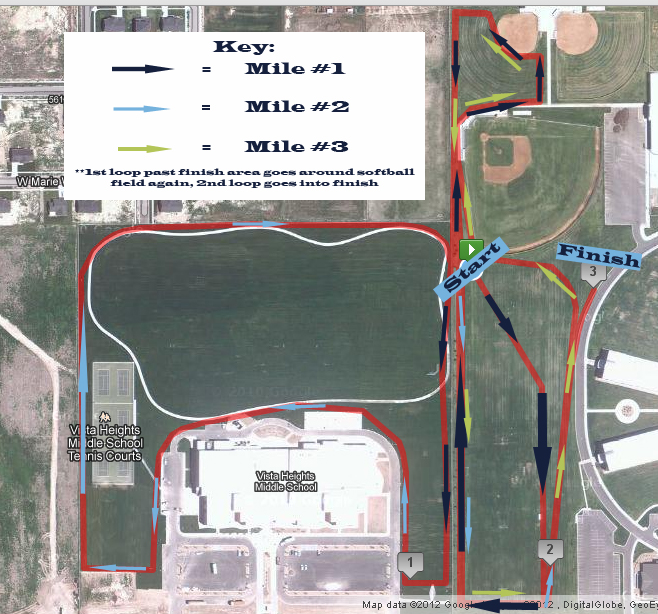 Key:
= Mile #1
= Mile #2
= Mile #3
**1st loop past finish area goes around softball
field again, 2nd loop goes into finish
561
W Marie
Start
Finish
3
Vista Heights
Middle School
Tennis Courts
Vista Heights
Middle School
1
2
Map data ©2012 Goog 2012 , DigitalGlobe, GeoE